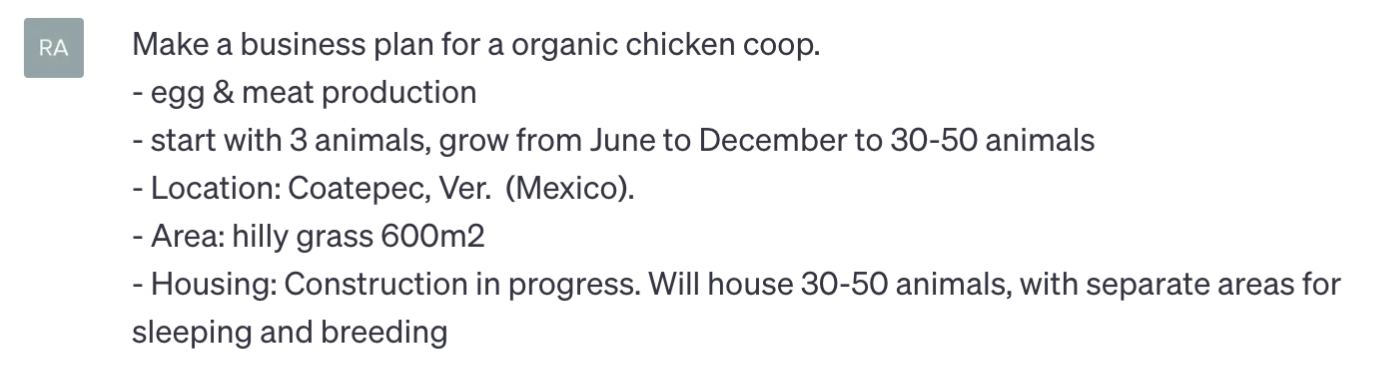 RA
Make a business plan for a organic chicken coop.
- egg & meat production
- start with 3 animals, grow from June to December to 30-50 animals
- Location: Coatepec, Ver.  (Mexico).
- Area: hilly grass 600m2
- Housing: Construction in progress. Will house 30-50 animals, with separate areas for
sleeping and breeding